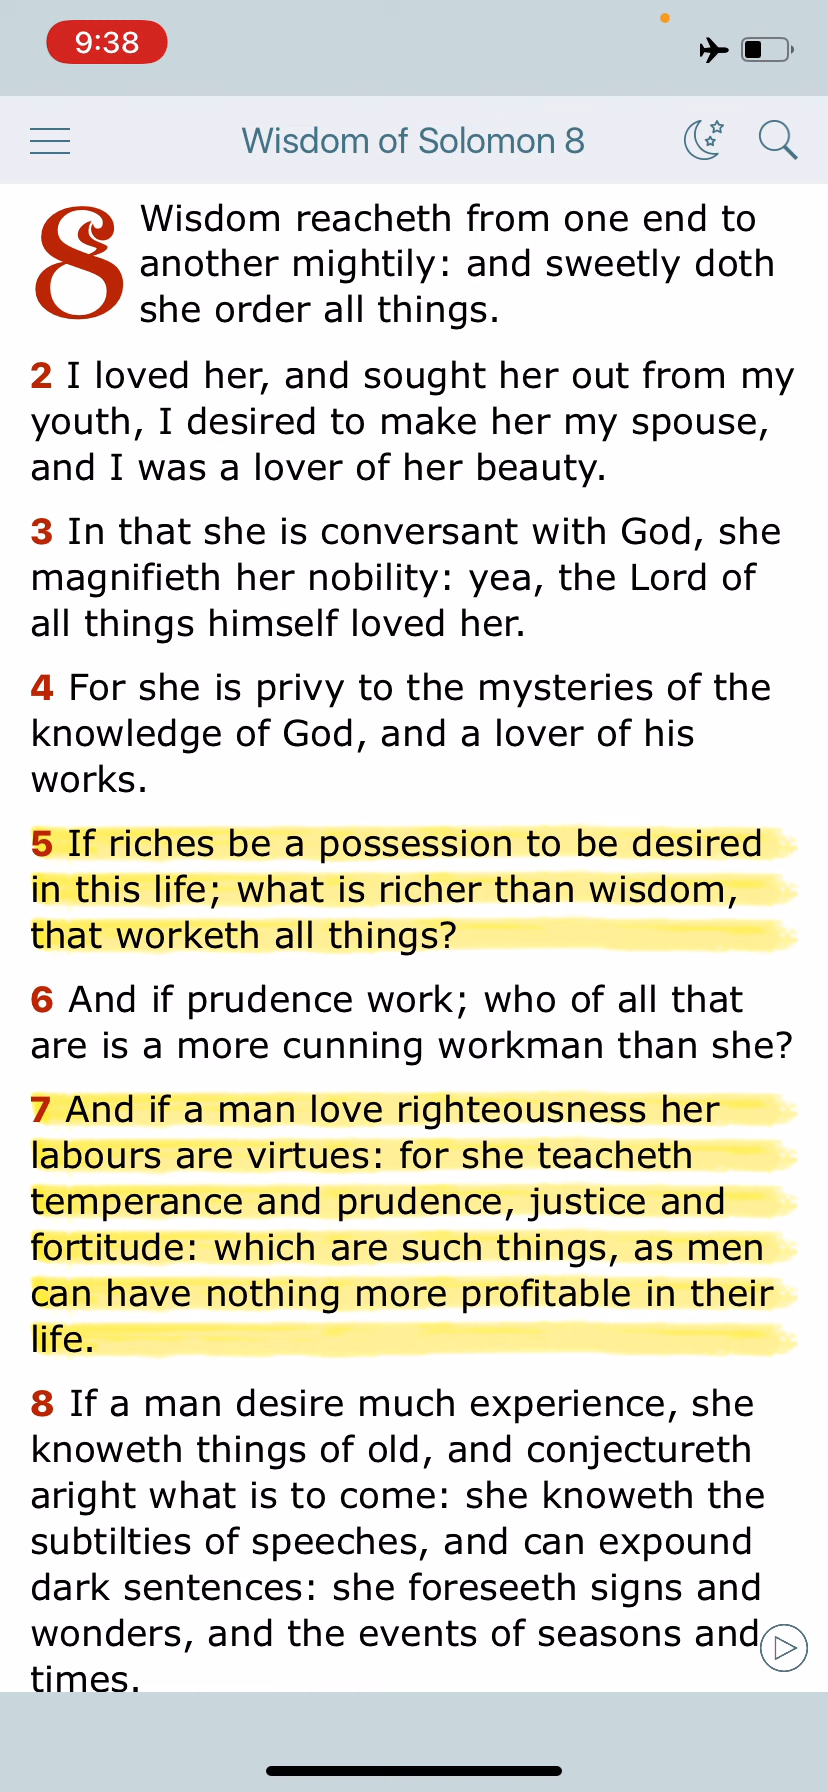 9:38
Wisdom of Solomon 8
8 Wisdom reacheth from one end to
another mightily: and sweetly doth
she order all things.
2 I loved her, and sought her out from my
youth, I desired to make her my spouse,
and I was a lover of her beauty.
3 In that she is conversant with God, she
magnifieth her nobility: yea, the Lord of
all things himself loved her.
4 For she is privy to the mysteries of the
knowledge of God, and a lover of his
works.
5 If riches be a possession to be desired
in this life; what is richer than wisdom,
that worketh all things?
6 And if prudence work; who of all that
are is a more cunning workman than she?
7 And if a man love righteousness her
labours are virtues: for she teacheth
temperance and prudence, justice and
fortitude: which are such things, as men
can have nothing more profitable in their
life.
8 If a man desire much experience, she
knoweth things of old, and conjectureth
aright what is to come: she knoweth the
subtilties of speeches, and can expound
dark sentences: she foreseeth signs and
wonders, and the events of seasons and
times.